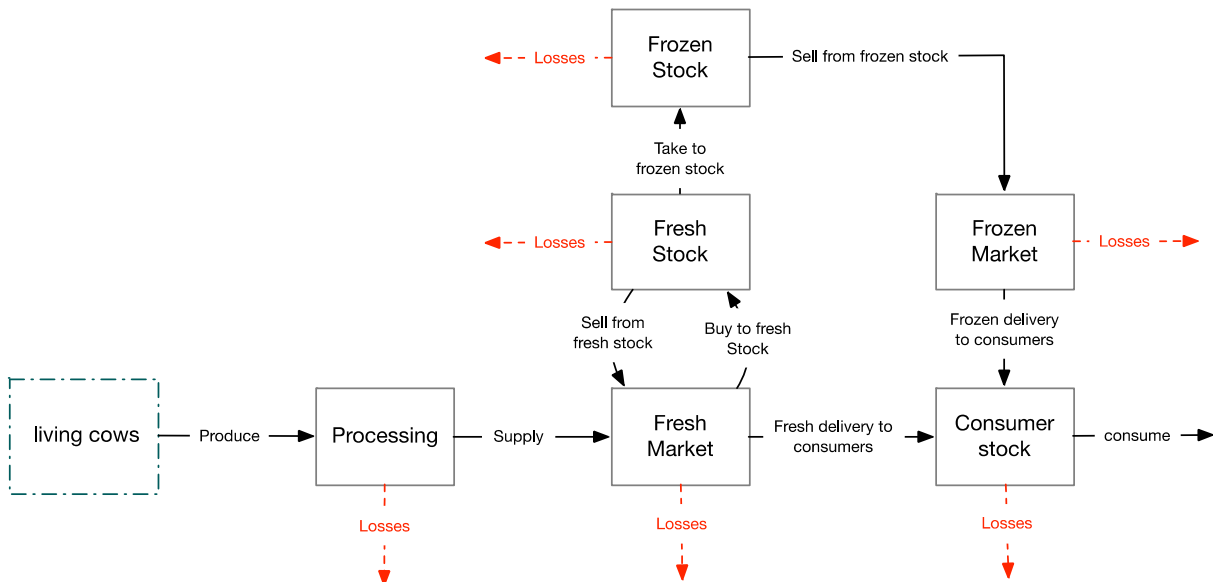 Frozen
Stock
Losses
Sell from frozen stock
Take to
frozen stock
Fresh
Stock
Losses
Frozen
Market
Losses
Sell from
fresh stock
Buy to fresh
Stock
Frozen delivery
to consumers
living cows
Produce
Processing
Supply
Fresh
Market
Fresh delivery to
consumers
Consumer
stock
consume
Losses
Losses
Losses